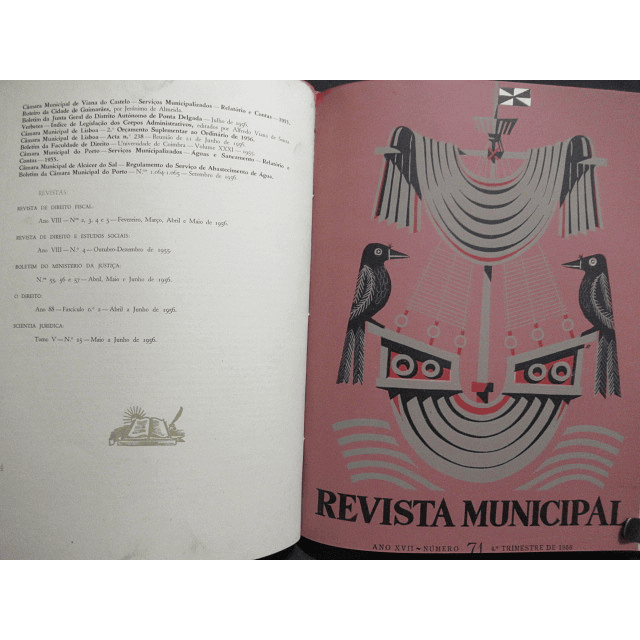 Câmara Municipal de Viana do Castelo — Serviços Municipalizados — Relatório e Contas — 1955.
Roteiro da Cidade de Guimarães, por Jerónimo de Almeida.
Boletim da Junta Geral do Distrito Autónomo de Ponta Delgada — Julho de 1956.
Verbetes — Índice de Legislação dos Corpos Administrativos, editados por Alfredo Viana de
Câmara Municipal de Lisboa — 2.º Orçamento Suplementar ao Ordinário de 1956.
Câmara Municipal de Lisboa — Acta n.º 238 — Reunião de 21 de Junho de 1956.
Boletim da Faculdade de Direito — Universidade de Coimbra — Volume XXXI — 1955.
Câmara Municipal do Porto — Serviços Municipalizados — Águas e Saneamento — Relatório e
Contas — 1955.
Câmara Municipal de Alcácer do Sal — Regulamento do Serviço de Abastecimento de Água.
Boletim da Câmara Municipal do Porto — N.os 1.064-1.065 — Setembro de 1956.
REVISTAS
REVISTA DE DIREITO FISCAL:
Ano VIII — N.os 2, 3, 4 e 5 — Fevereiro, Março, Abril e Maio de 1956.
REVISTA DE DIREITO E ESTUDOS SOCIAIS:
Ano VIII — N.º 4 — Outubro-Dezembro de 1955.
BOLETIM DO MINISTÉRIO DA JUSTIÇA:
N.os 55, 56 e 57 — Abril, Maio e Junho de 1956.
O DIREITO:
Ano 88 — Fascículo n.º 2 — Abril a Junho de 1956.
SCIENTIA JURIDICA:
Tomo V — N.º 25 — Maio e Junho de 1956.
REVISTA MUNICIPAL
ANO XVII — NÚMERO 71 4.º TRIMESTRE DE 1956